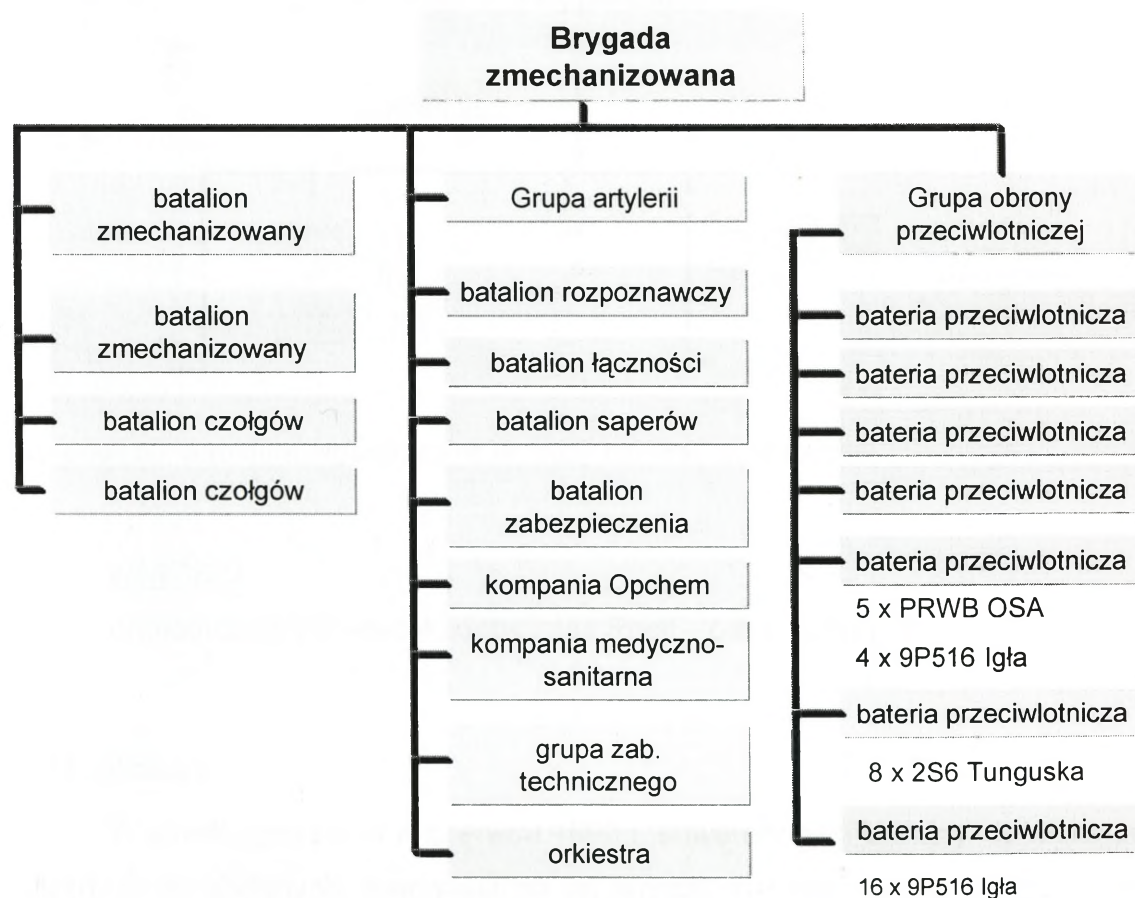 Brygada
zmechanizowana
batalion
zmechanizowany
batalion
zmechanizowany
batalion czołgów
batalion czołgów
Grupa artylerii
batalion rozpoznawczy
batalion łączności
batalion saperów
batalion
zabezpieczenia
kompania Opchem
kompania medyczno-
sanitarna
grupa zab.
technicznego
orkiestra
Grupa obrony
przeciwlotniczej
bateria przeciwlotnicza
bateria przeciwlotnicza
bateria przeciwlotnicza
bateria przeciwlotnicza
bateria przeciwlotnicza
5 x PRWB OSA
4 x 9P516 Igła
bateria przeciwlotnicza
8 x 2S6 Tunguska
bateria przeciwlotnicza
16 x 9P516 Igła